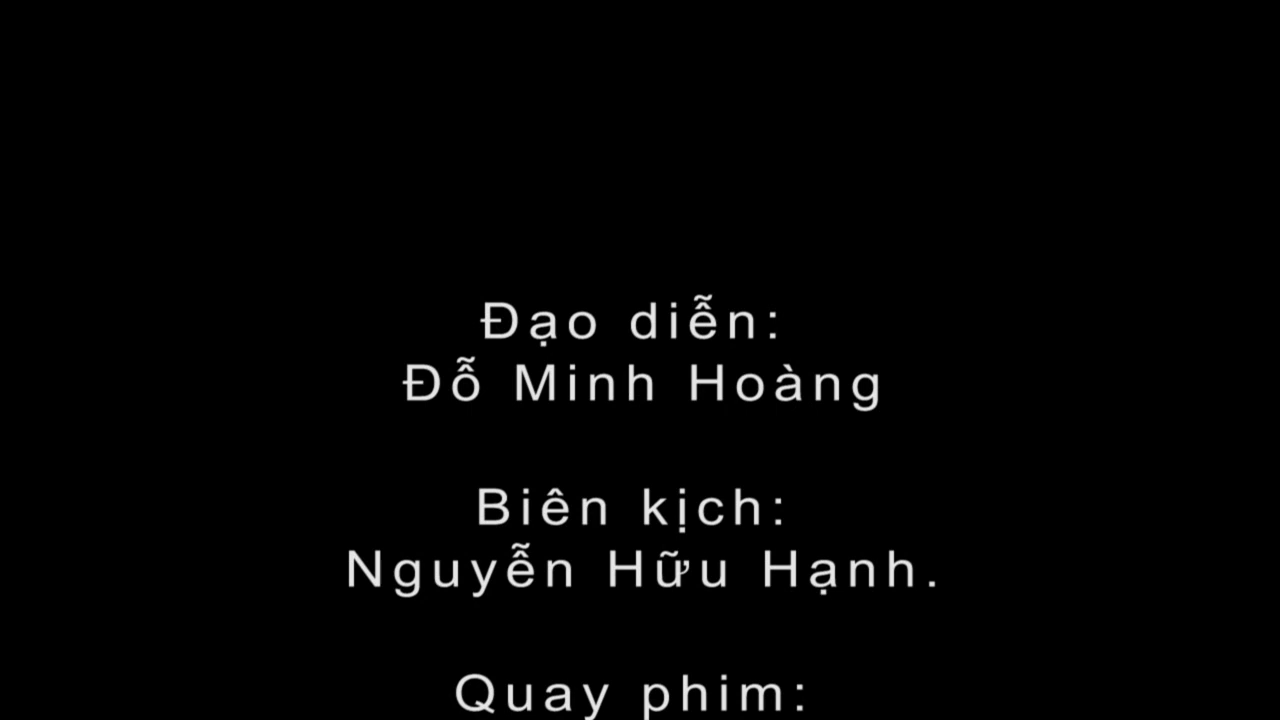 Đạo diễn:
Đỗ Minh Hoàng
Biên kịch:
Nguyễn Hữu Hạnh.
Quay phim: